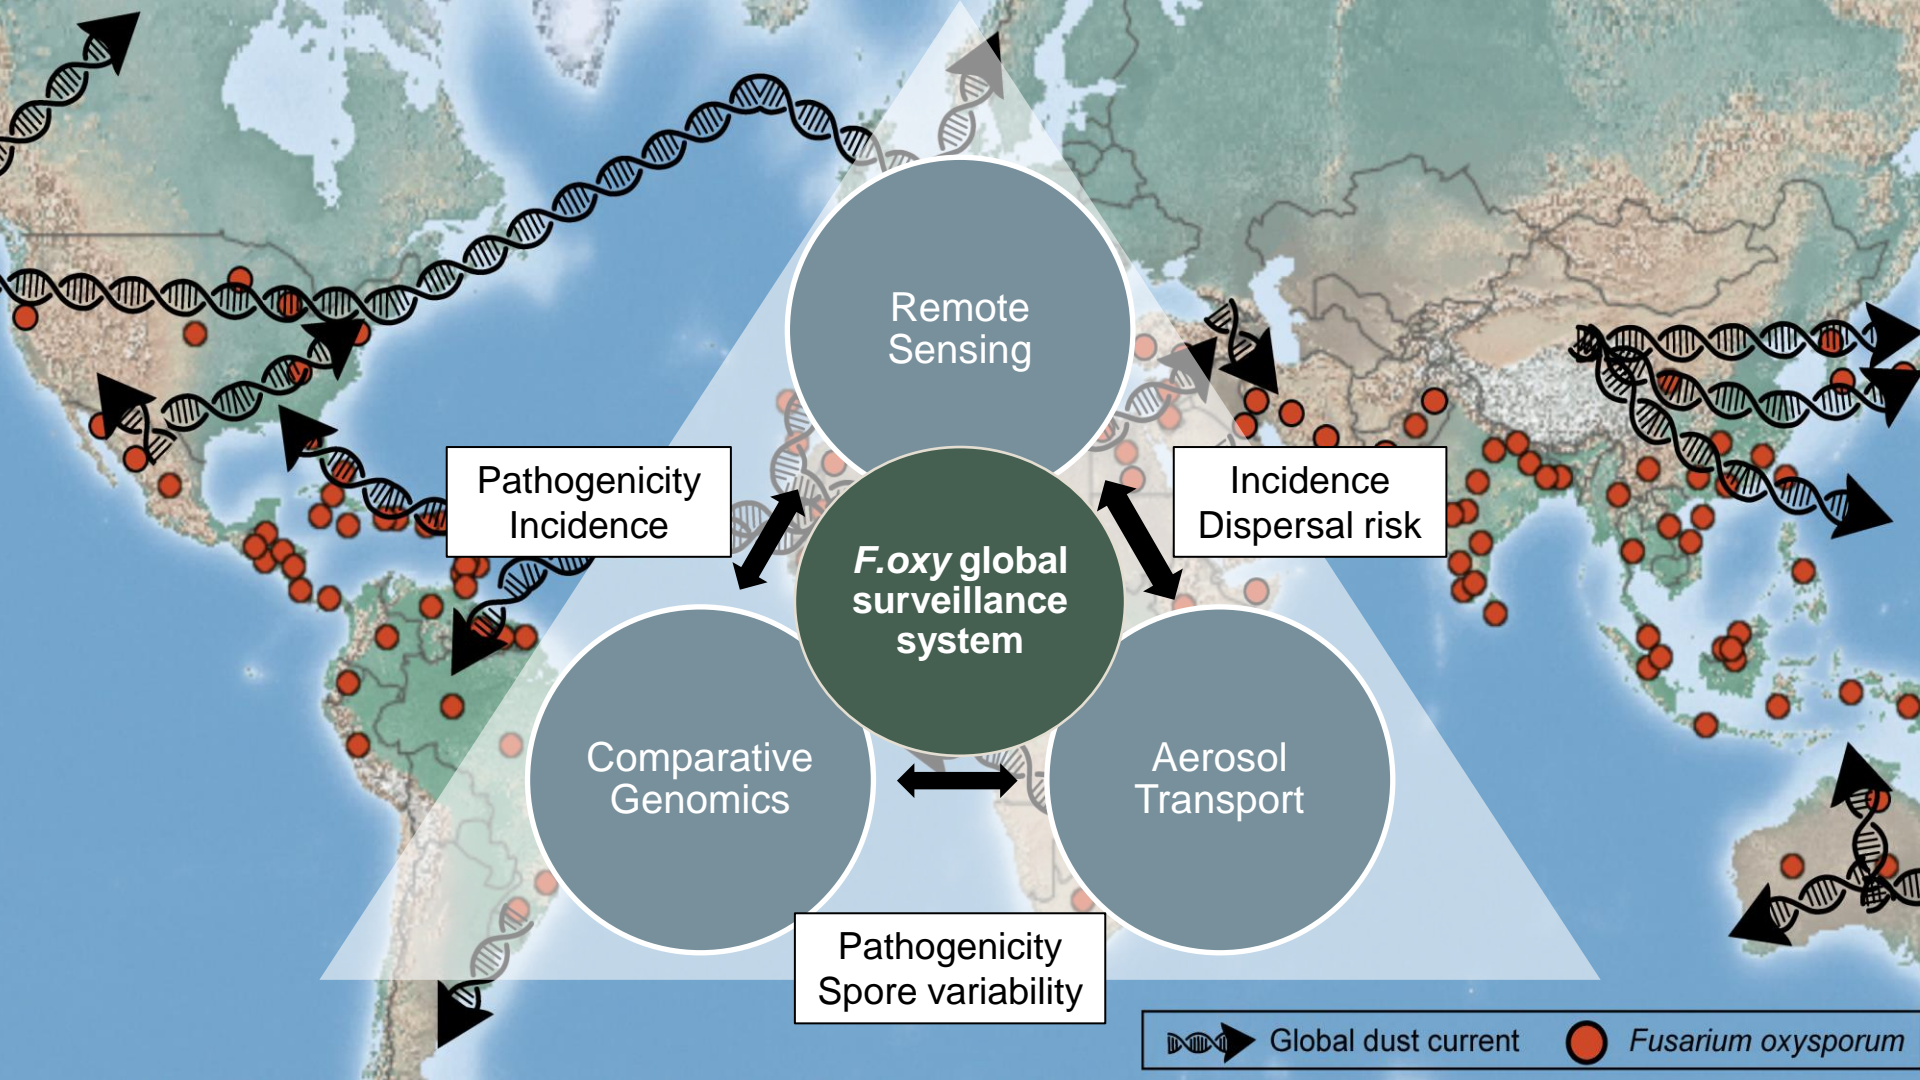 Remote
Sensing
Pathogenicity
Incidence
Incidence
Dispersal risk
F.oxy global
surveillance
system
Comparative
Genomics
Aerosol
Transport
Pathogenicity
Spore variability
Global dust current
Fusarium oxysporum